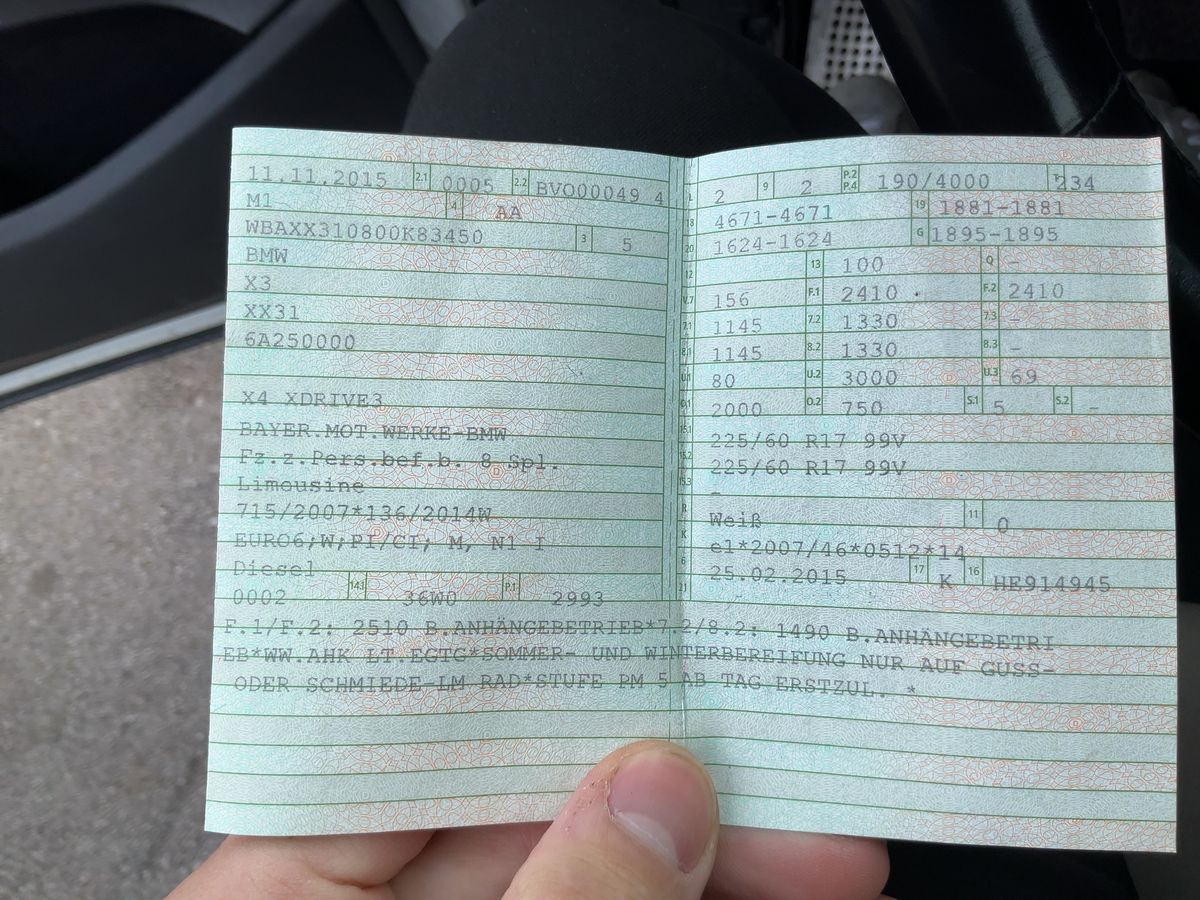 11.11.2015 2.1 0005 2.2 BVO00049 4
M1 4 AA
WBAXX310800K83450 3 5
BMW
X3
XX31
6A250000
X4 XDRIVE3
BAYER.MOT.WERKE-BMW
Fz.z.Pers.bef.b. 8 Spl.
Limousine
715/2007*136/2014W
EURO6;W;PI/CI; M, N1 I
Diesel
0002 14.1 36W0 P.1 2993
L 2 9 2 P.2 P.4 190/4000 T 234
18 4671-4671 19 1881-1881
20 1624-1624 G 1895-1895
12 13 100 Q -
V.7 156 F.1 2410 F.2 2410
7.1 1145 7.2 1330 7.3 -
8.1 1145 8.2 1330 8.3 -
U.1 80 U.2 3000 U.3 69
O.1 2000 O.2 750 S.1 5 S.2 -
15.1 225/60 R17 99V
15.2 225/60 R17 99V
15.3 -
R Weiß 11 0
K e1*2007/46*0512*14
6 25.02.2015 17 K 16 HE914945
21
F.1/F.2: 2510 B.ANHÄNGEBETRIEB*7.2/8.2: 1490 B.ANHÄNGEBETRI
EB*WW.AHK LT.EGTG*SOMMER- UND WINTERBEREIFUNG NUR AUF GUSS-
ODER SCHMIEDE-LM RAD*STUFE PM 5 AB TAG ERSTZUL. *